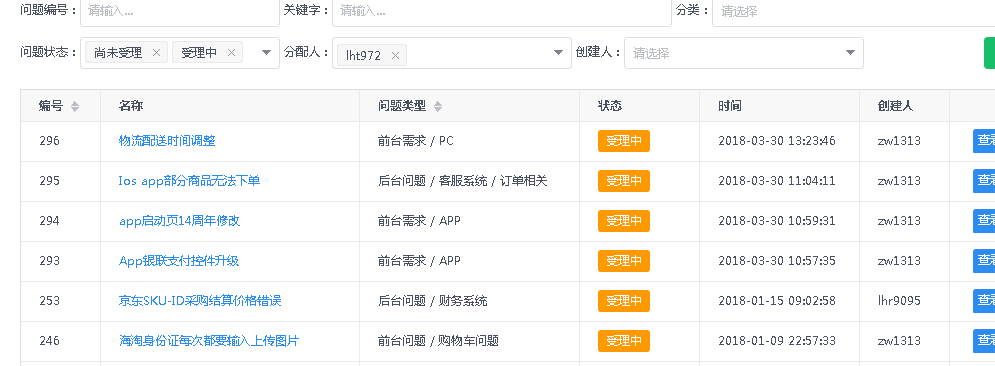 问题编号： 请输入... 关键字： 请输入... 分类： 请选择
问题状态： 尚未受理 × 受理中 × 分配人： lht972 × 创建人： 请选择
编号 名称 问题类型 状态 时间 创建人
296 物流配送时间调整 前台需求 / PC 受理中 2018-03-30 13:23:46 zw1313 查看
295 Ios app部分商品无法下单 后台问题 / 客服系统 / 订单相关 受理中 2018-03-30 11:04:11 zw1313 查看
294 app启动页14周年修改 前台需求 / APP 受理中 2018-03-30 10:59:31 zw1313 查看
293 App银联支付控件升级 前台需求 / APP 受理中 2018-03-30 10:57:35 zw1313 查看
253 京东SKU-ID采购结算价格错误 后台问题 / 财务系统 受理中 2018-01-15 09:02:58 lhr9095 查看
246 海淘身份证每次都要输入上传图片 前台问题 / 购物车问题 受理中 2018-01-09 22:57:33 zw1313 查看